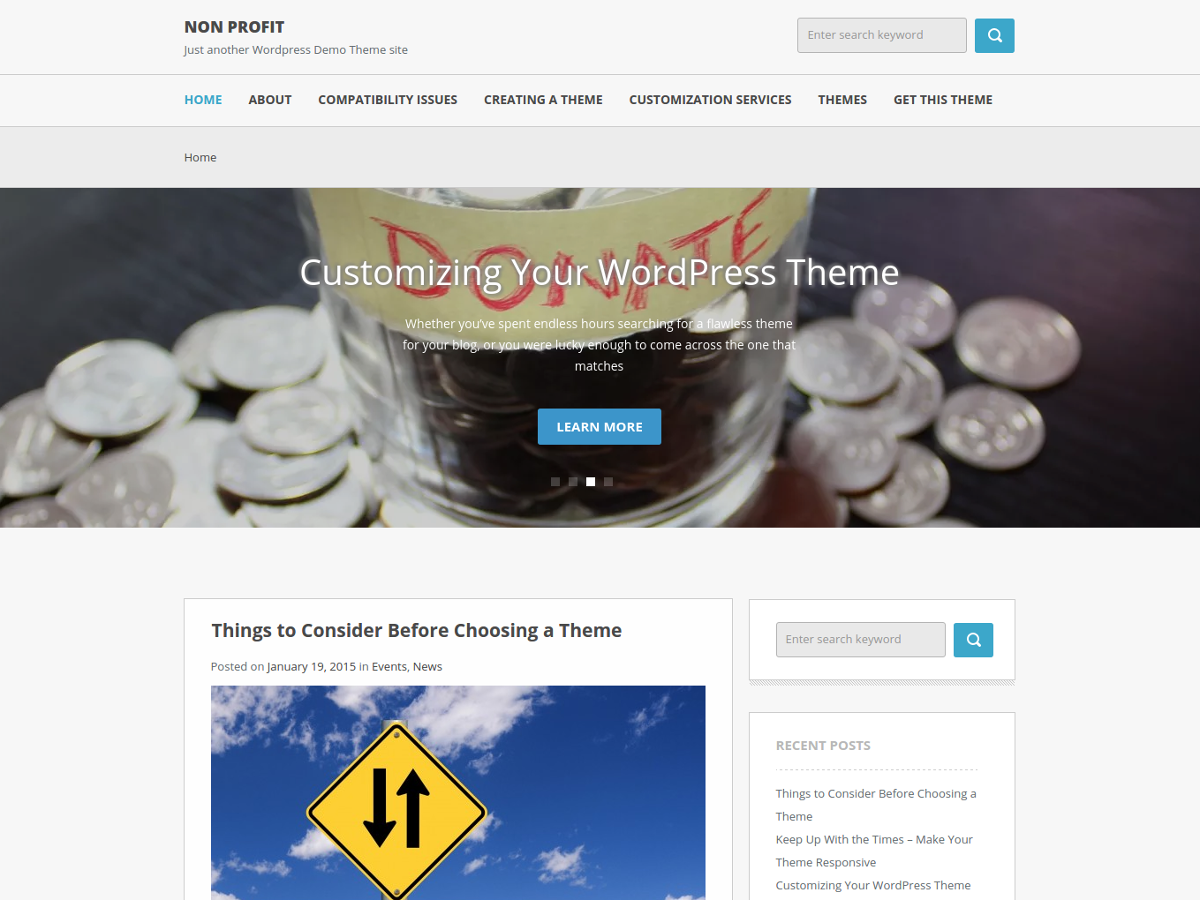 NON PROFIT
Just another Wordpress Demo Theme site
Enter search keyword
HOME ABOUT COMPATIBILITY ISSUES CREATING A THEME CUSTOMIZATION SERVICES THEMES GET THIS THEME
Home
DONATE
Customizing Your WordPress Theme
Whether you've spent endless hours searching for a flawless theme
for your blog, or you were lucky enough to come across the one that
matches
LEARN MORE
Things to Consider Before Choosing a Theme
Posted on January 19, 2015 in Events, News
Enter search keyword
RECENT POSTS
Things to Consider Before Choosing a
Theme
Keep Up With the Times – Make Your
Theme Responsive
Customizing Your WordPress Theme